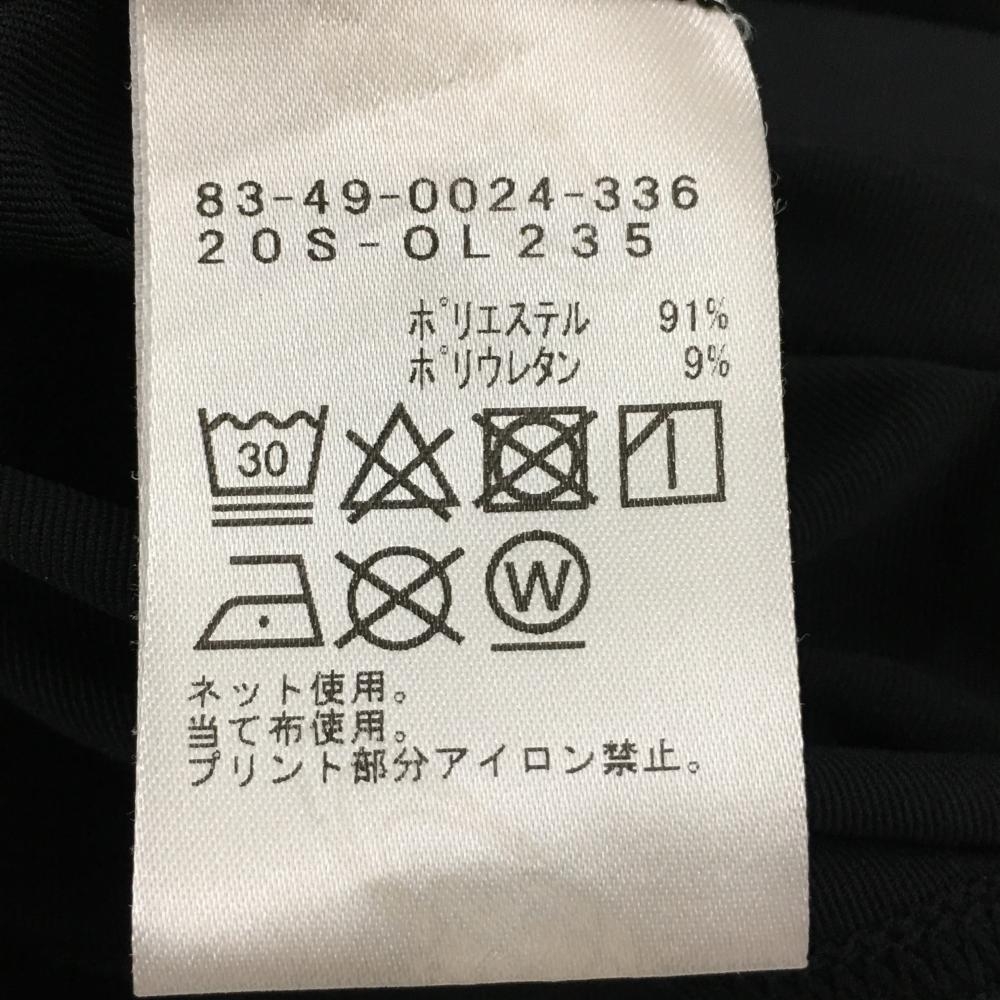 83-49-0024-336
20S-OL235
ポリエステル 91%
ポリウレタン 9%
30
W
ネット使用。
当て布使用。
プリント部分アイロン禁止。